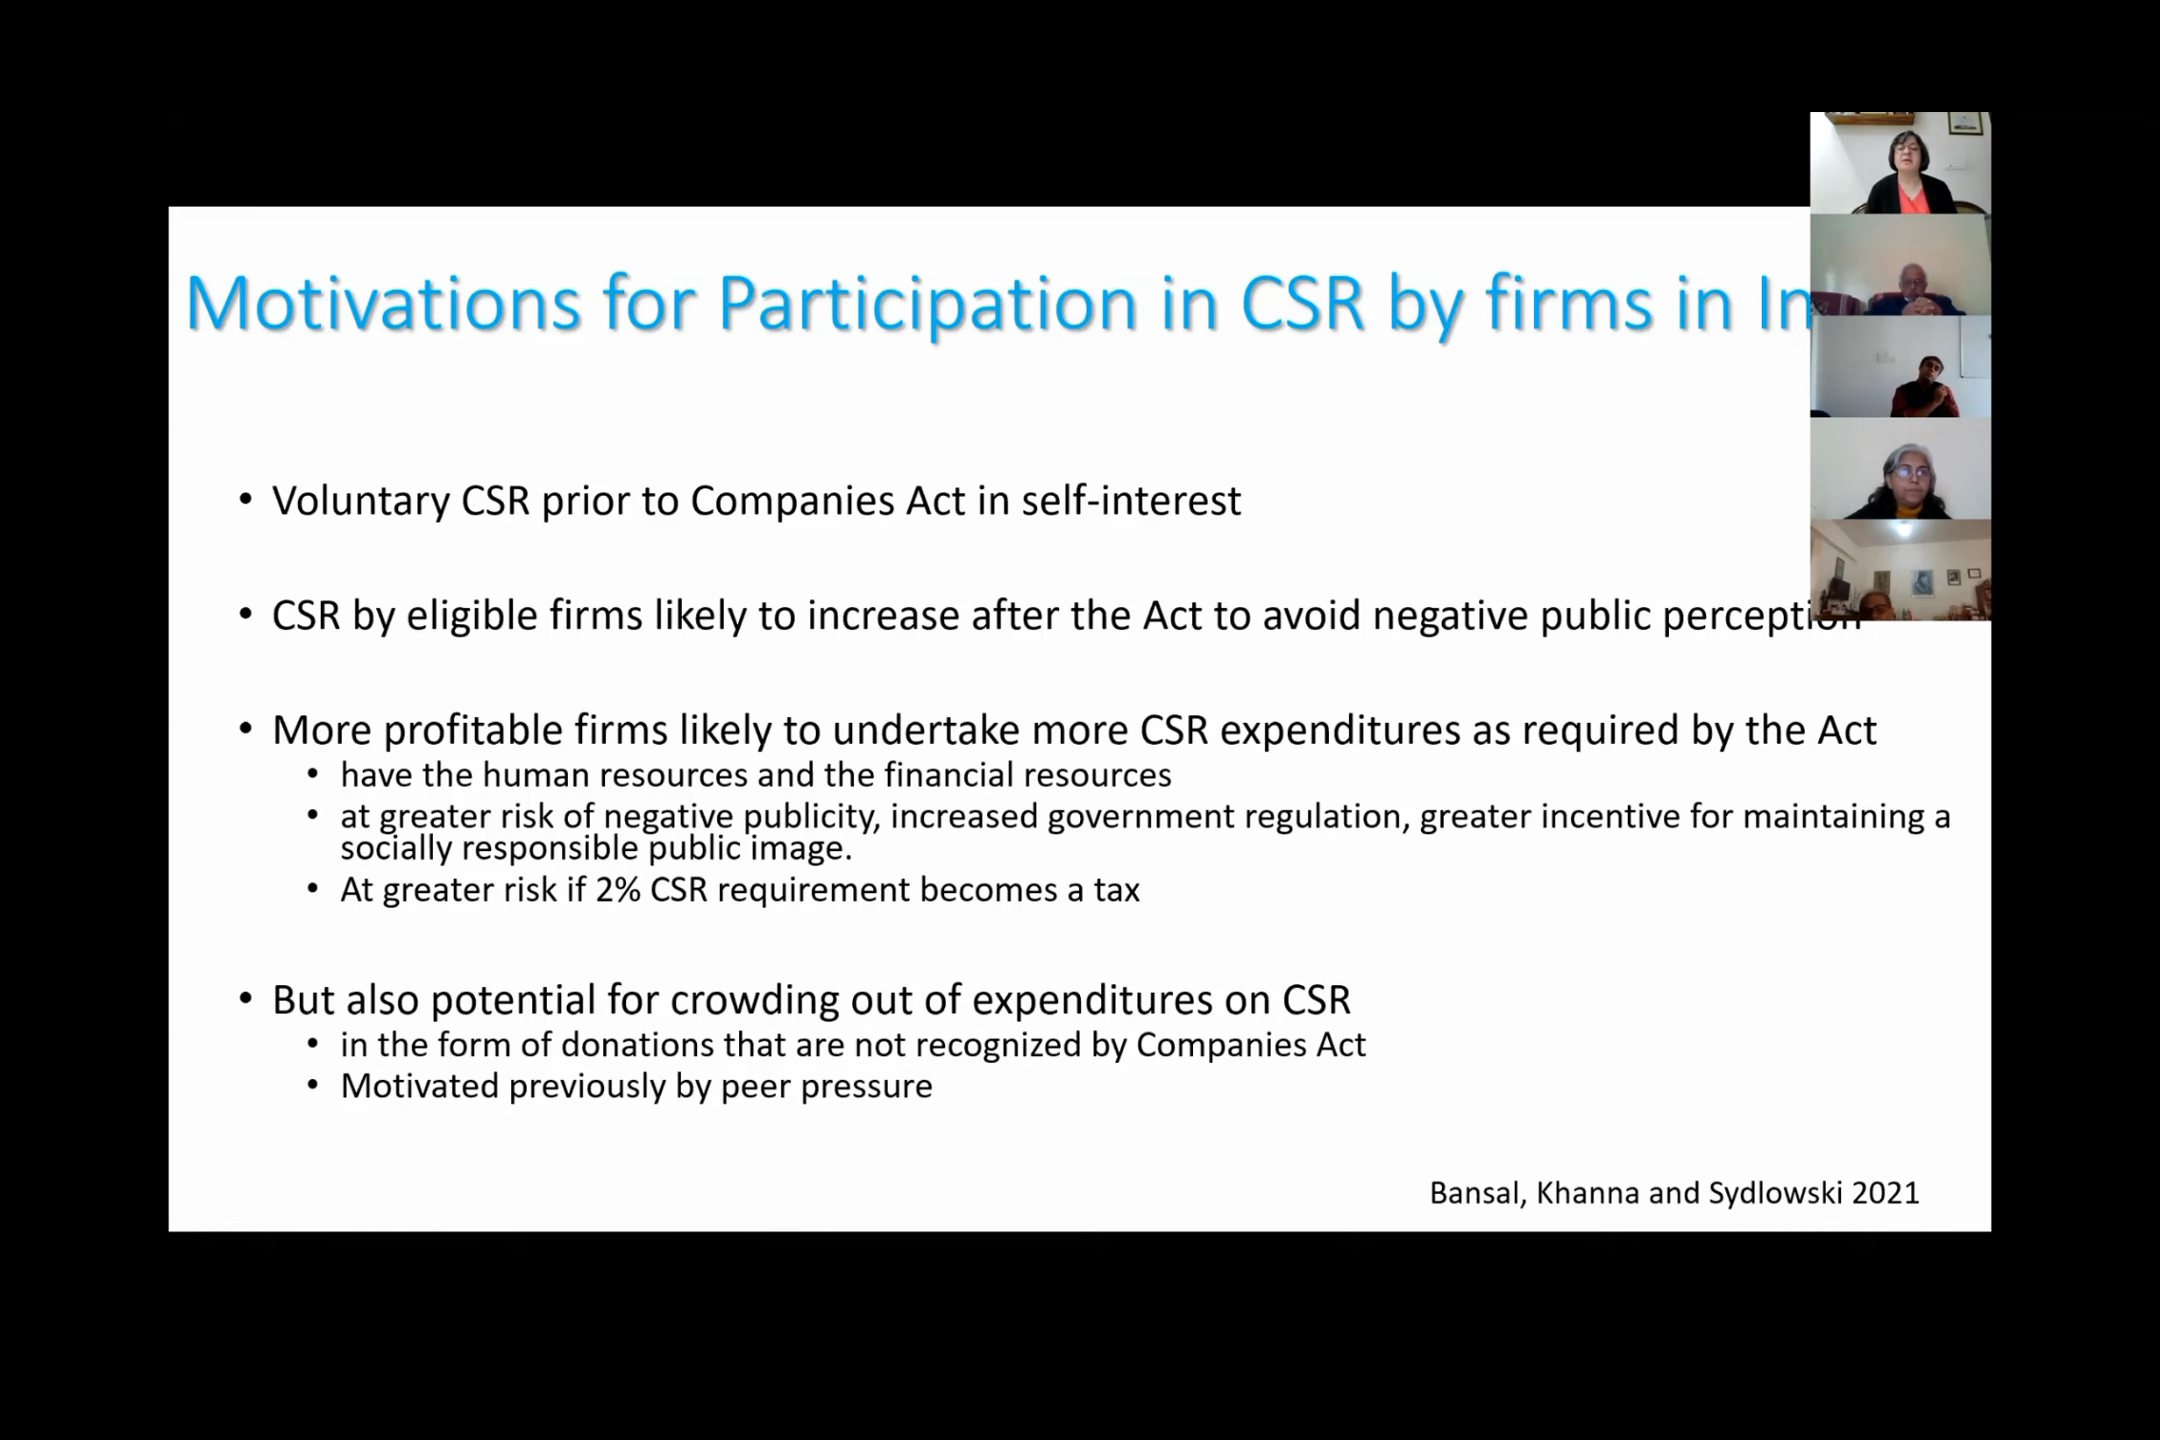 Motivations for Participation in CSR by firms in In
• Voluntary CSR prior to Companies Act in self-interest
• CSR by eligible firms likely to increase after the Act to avoid negative public perception
• More profitable firms likely to undertake more CSR expenditures as required by the Act
• have the human resources and the financial resources
• at greater risk of negative publicity, increased government regulation, greater incentive for maintaining a
socially responsible public image.
• At greater risk if 2% CSR requirement becomes a tax
• But also potential for crowding out of expenditures on CSR
• in the form of donations that are not recognized by Companies Act
• Motivated previously by peer pressure
Bansal, Khanna and Sydlowski 2021